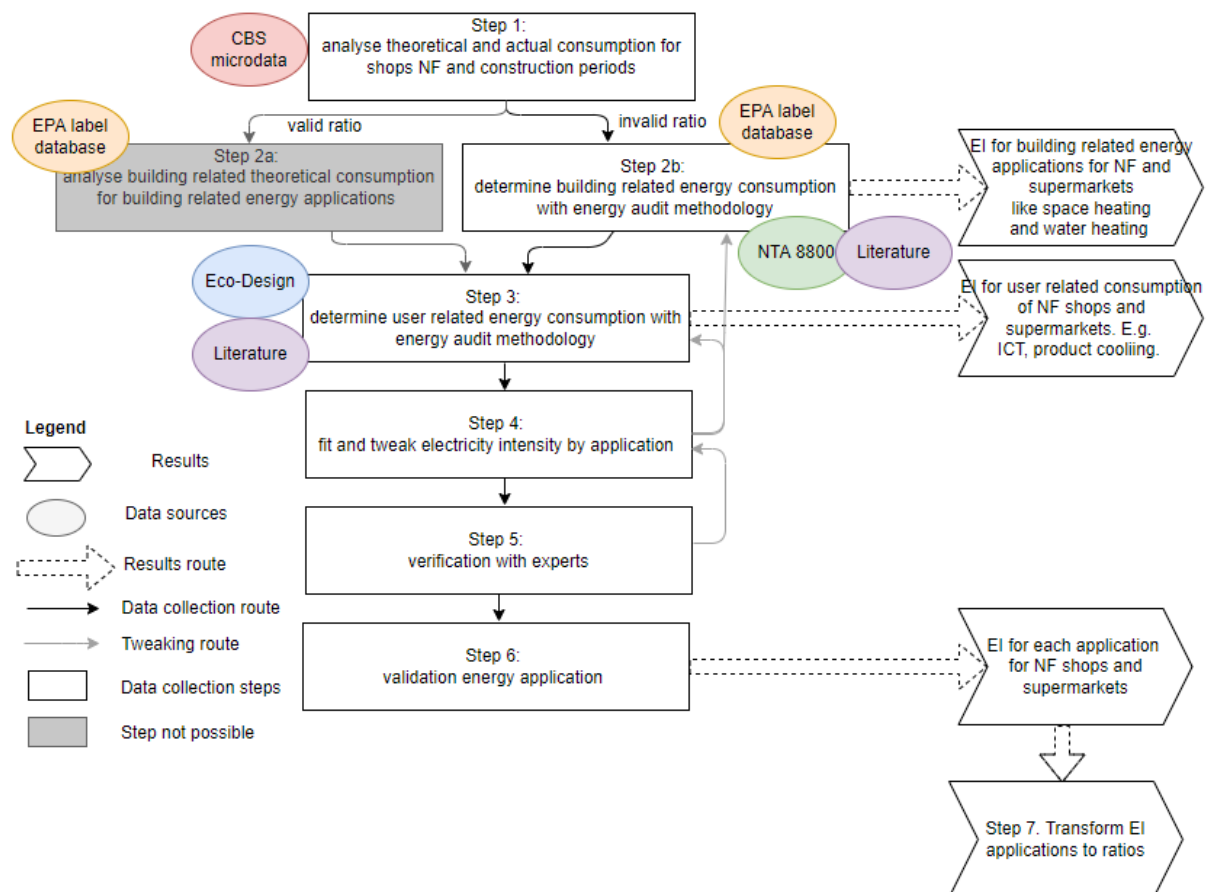 CBS
microdata
Step 1:
analyse theoretical and actual consumption for
shops NF and construction periods
EPA label
database
valid ratio
invalid ratio
EPA label
database
Step 2a:
analyse building related theoretical consumption
for building related energy applications
Step 2b:
determine building related energy consumption
with energy audit methodology
EI for building related energy
applications for NF and
supermarkets
like space heating
and water heating
NTA 8800
Literature
Eco-Design
Literature
Step 3:
determine user related energy consumption with
energy audit methodology
EI for user related consumption
of NF shops and
supermarkets. E.g.
ICT, product cooliing.
Step 4:
fit and tweak electricity intensity by application
Step 5:
verification with experts
Step 6:
validation energy application
EI for each application
for NF shops and
supermarkets
Step 7. Transform EI
applications to ratios
Legend
Results
Data sources
Results route
Data collection route
Tweaking route
Data collection steps
Step not possible